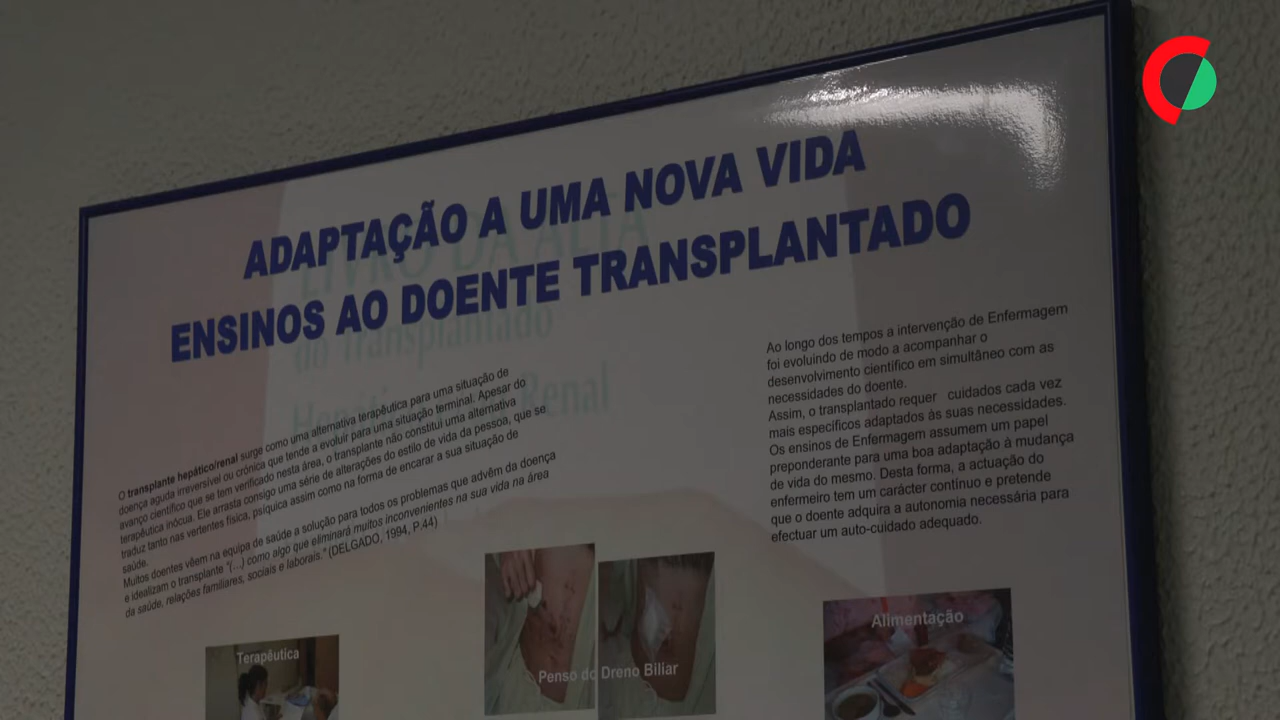 ADAPTAÇÃO A UMA NOVA VIDA
ENSINOS AO DOENTE TRANSPLANTADO
LIVRO DA ALTA
do Transplantado
Renal
O transplante hepático/renal surge como uma alternativa terapêutica para uma situação de
doença aguda irreversível ou crónica que tende a evoluir para uma situação terminal. Apesar do
avanço científico que se tem verificado nesta área, o transplante não constitui uma alternativa
terapêutica inócua. Ele arrasta consigo uma série de alterações do estilo de vida da pessoa, que se
traduz tanto nas vertentes física, psíquica assim como na forma de encarar a sua situação de
saúde.
Muitos doentes vêem na equipa de saúde a solução para todos os problemas que advêm da doença
e idealizam o transplante "(...) como algo que eliminará muitos inconvenientes na sua vida na área
da saúde, relações familiares, sociais e laborais." (DELGADO, 1994, P.44)
Ao longo dos tempos a intervenção de Enfermagem
foi evoluindo de modo a acompanhar o
desenvolvimento científico em simultâneo com as
necessidades do doente.
Assim, o transplantado requer cuidados cada vez
mais específicos adaptados às suas necessidades.
Os ensinos de Enfermagem assumem um papel
preponderante para uma boa adaptação à mudança
de vida do mesmo. Desta forma, a actuação do
enfermeiro tem um carácter contínuo e pretende
que o doente adquira a autonomia necessária para
efectuar um auto-cuidado adequado.
Terapêutica
Penso do Dreno Biliar
Alimentação